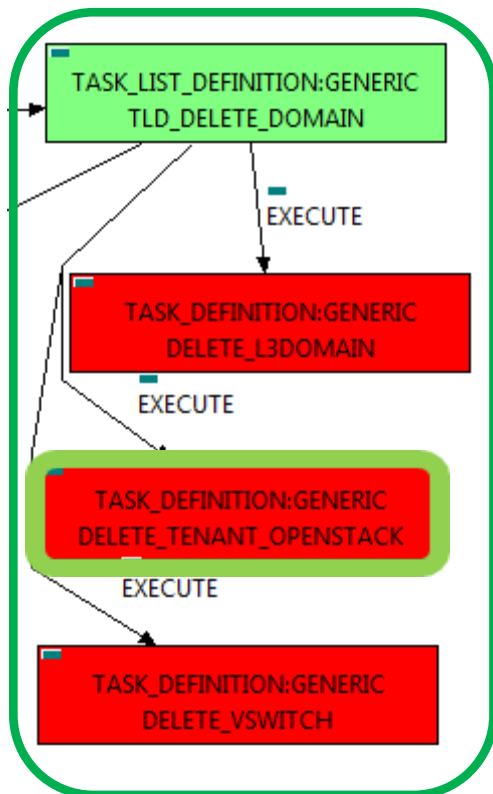 TASK_LIST_DEFINITION:GENERIC
TLD_DELETE_DOMAIN
EXECUTE
TASK_DEFINITION:GENERIC
DELETE_L3DOMAIN
EXECUTE
TASK_DEFINITION:GENERIC
DELETE_TENANT_OPENSTACK
EXECUTE
TASK_DEFINITION:GENERIC
DELETE_VSWITCH